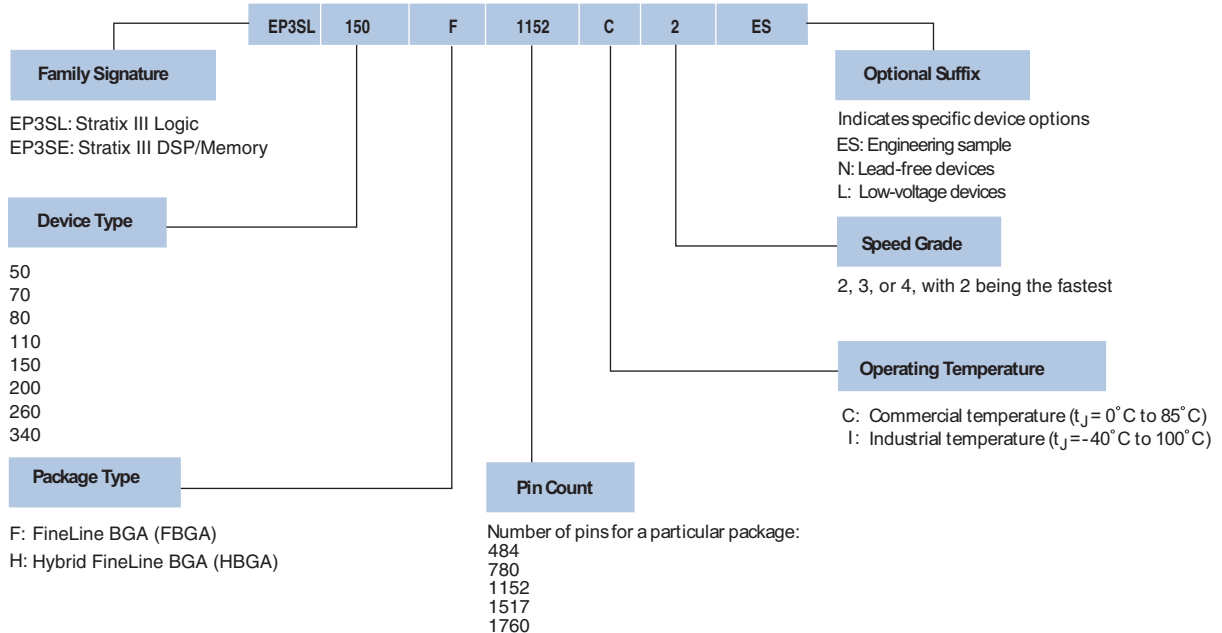 EP3SL 150 F 1152 C 2 ES
Family Signature
EP3SL: Stratix III Logic
EP3SE: Stratix III DSP/Memory
Device Type
50
70
80
110
150
200
260
340
Package Type
F: FineLine BGA (FBGA)
H: Hybrid FineLine BGA (HBGA)
Pin Count
Number of pins for a particular package:
484
780
1152
1517
1760
Optional Suffix
Indicates specific device options
ES: Engineering sample
N: Lead-free devices
L: Low-voltage devices
Speed Grade
2, 3, or 4, with 2 being the fastest
Operating Temperature
C: Commercial temperature (tJ = 0°C to 85°C)
I: Industrial temperature (tJ = -40°C to 100°C)